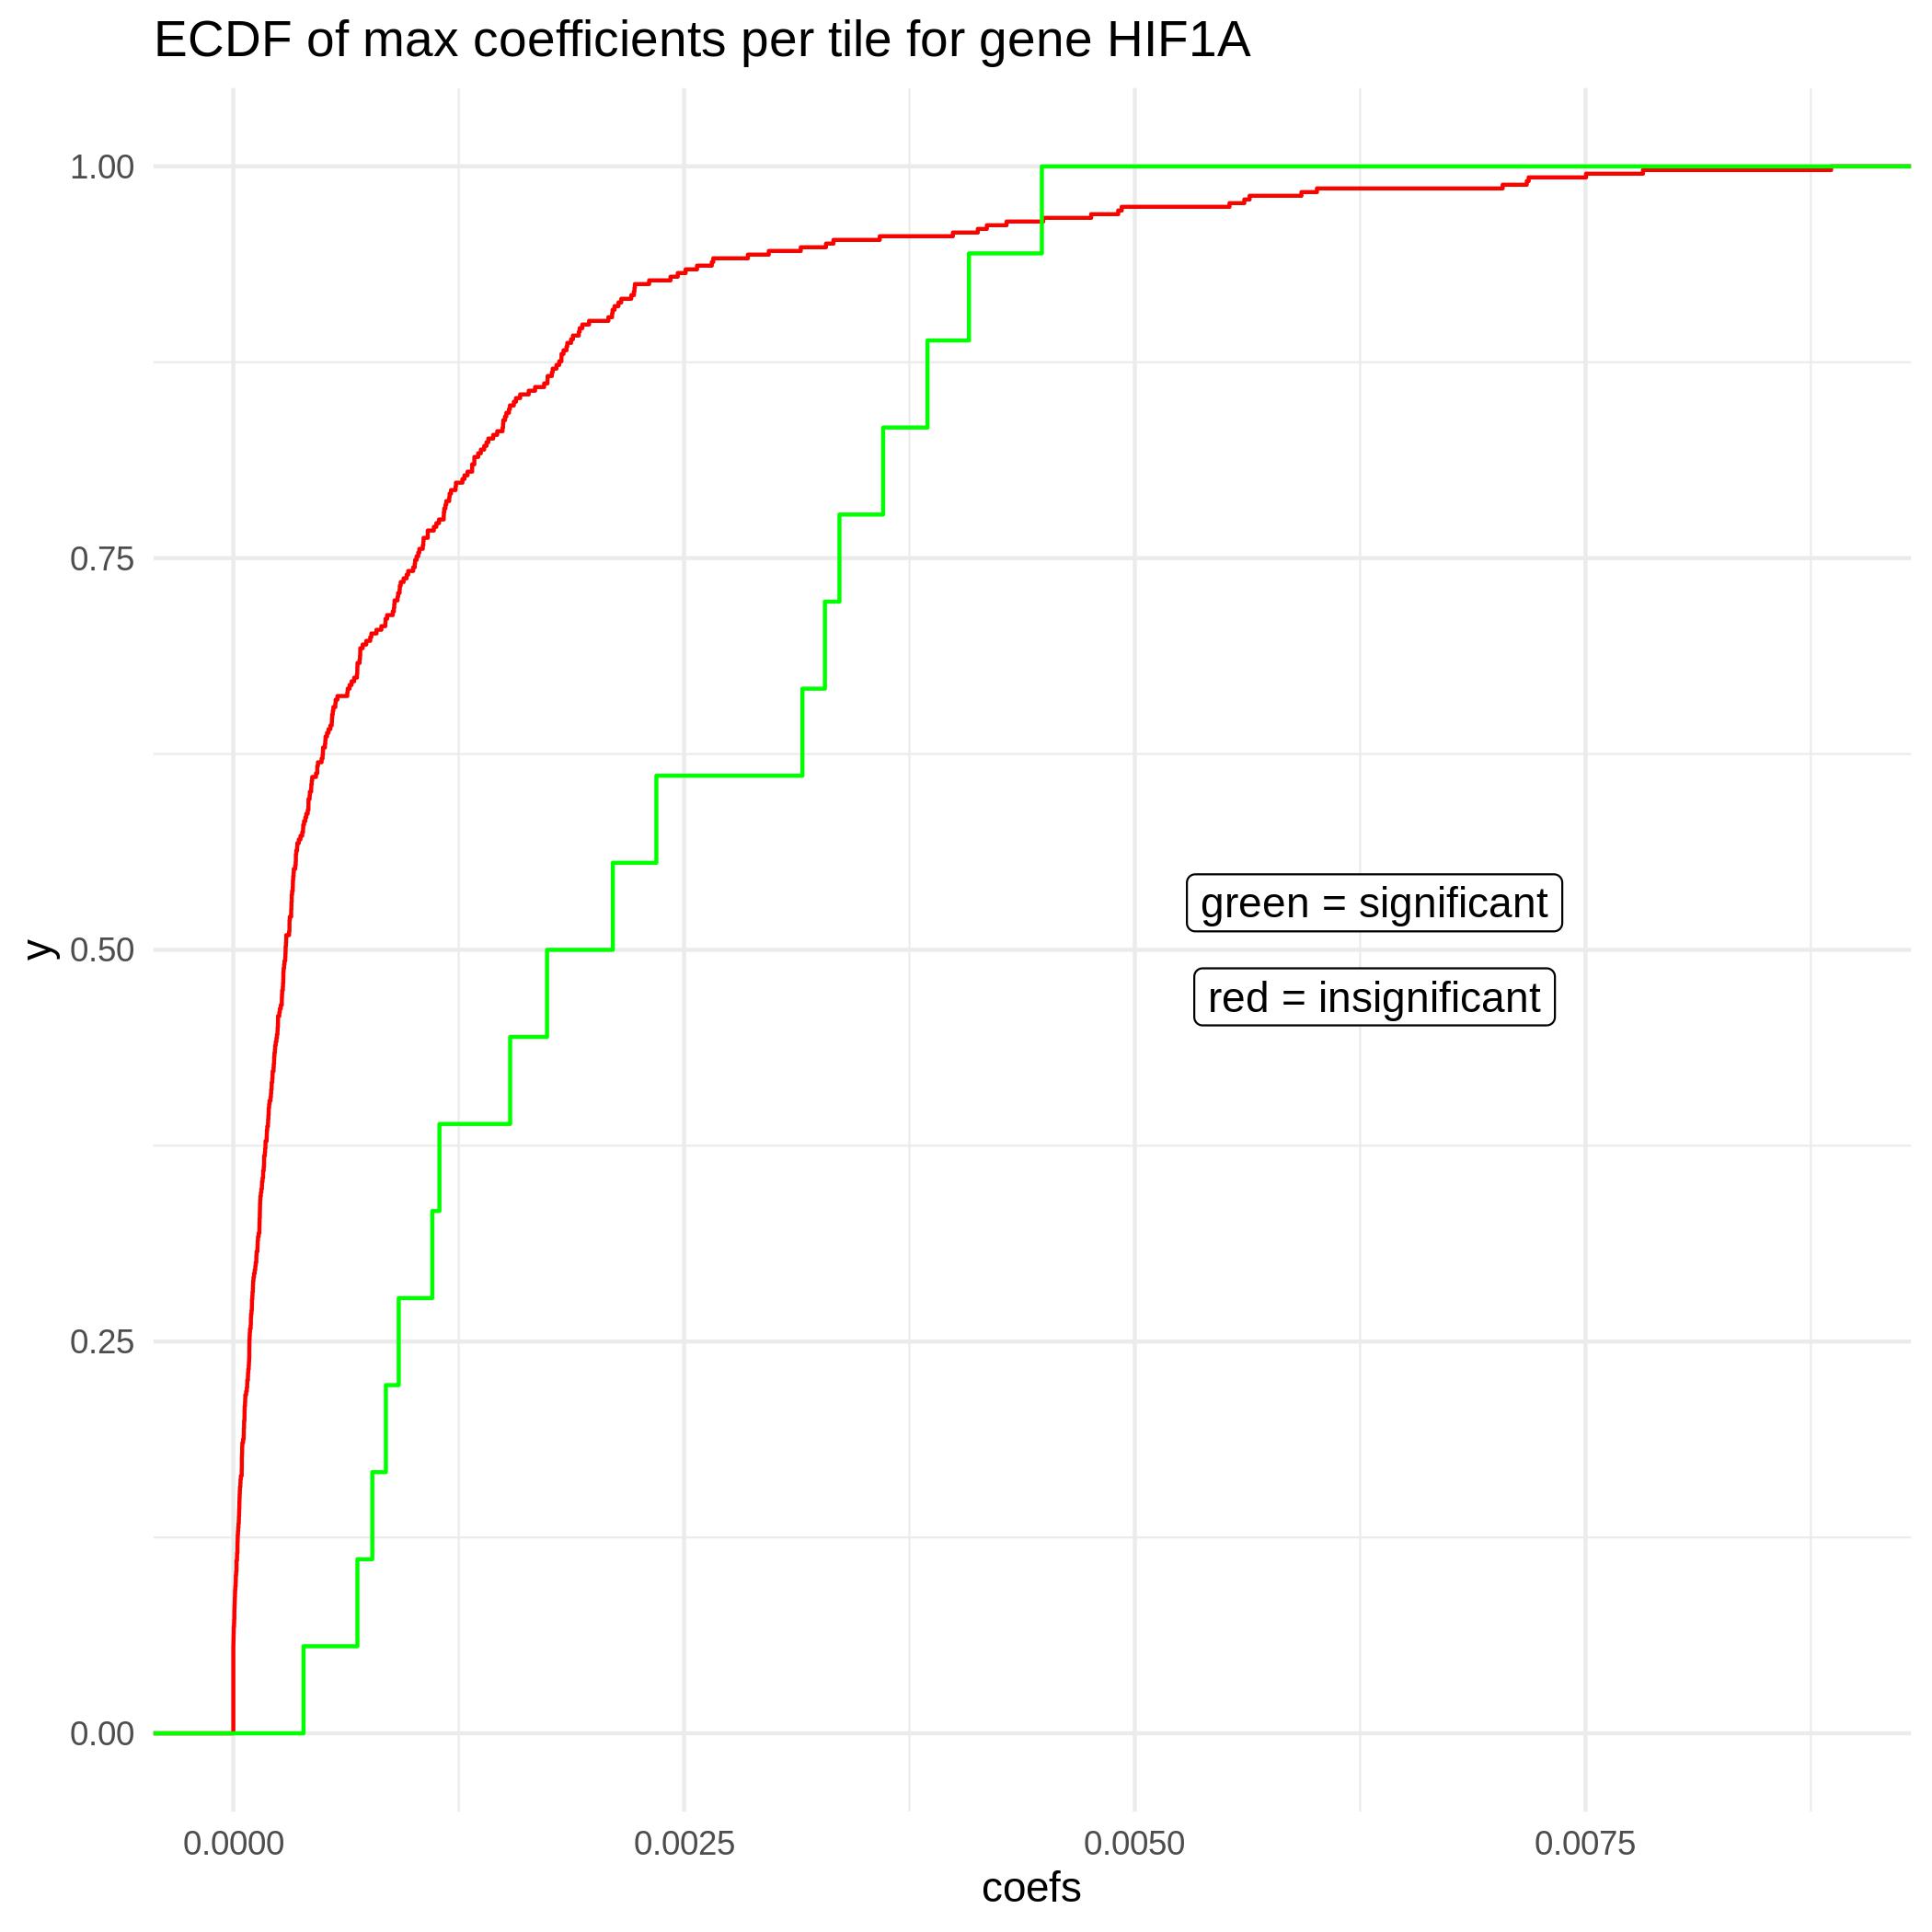 ECDF of max coefficients per tile for gene HIF1A
1.00
0.75
0.50
0.25
0.00
y
green = significant
red = insignificant
0.0000 0.0025 0.0050 0.0075
coefs